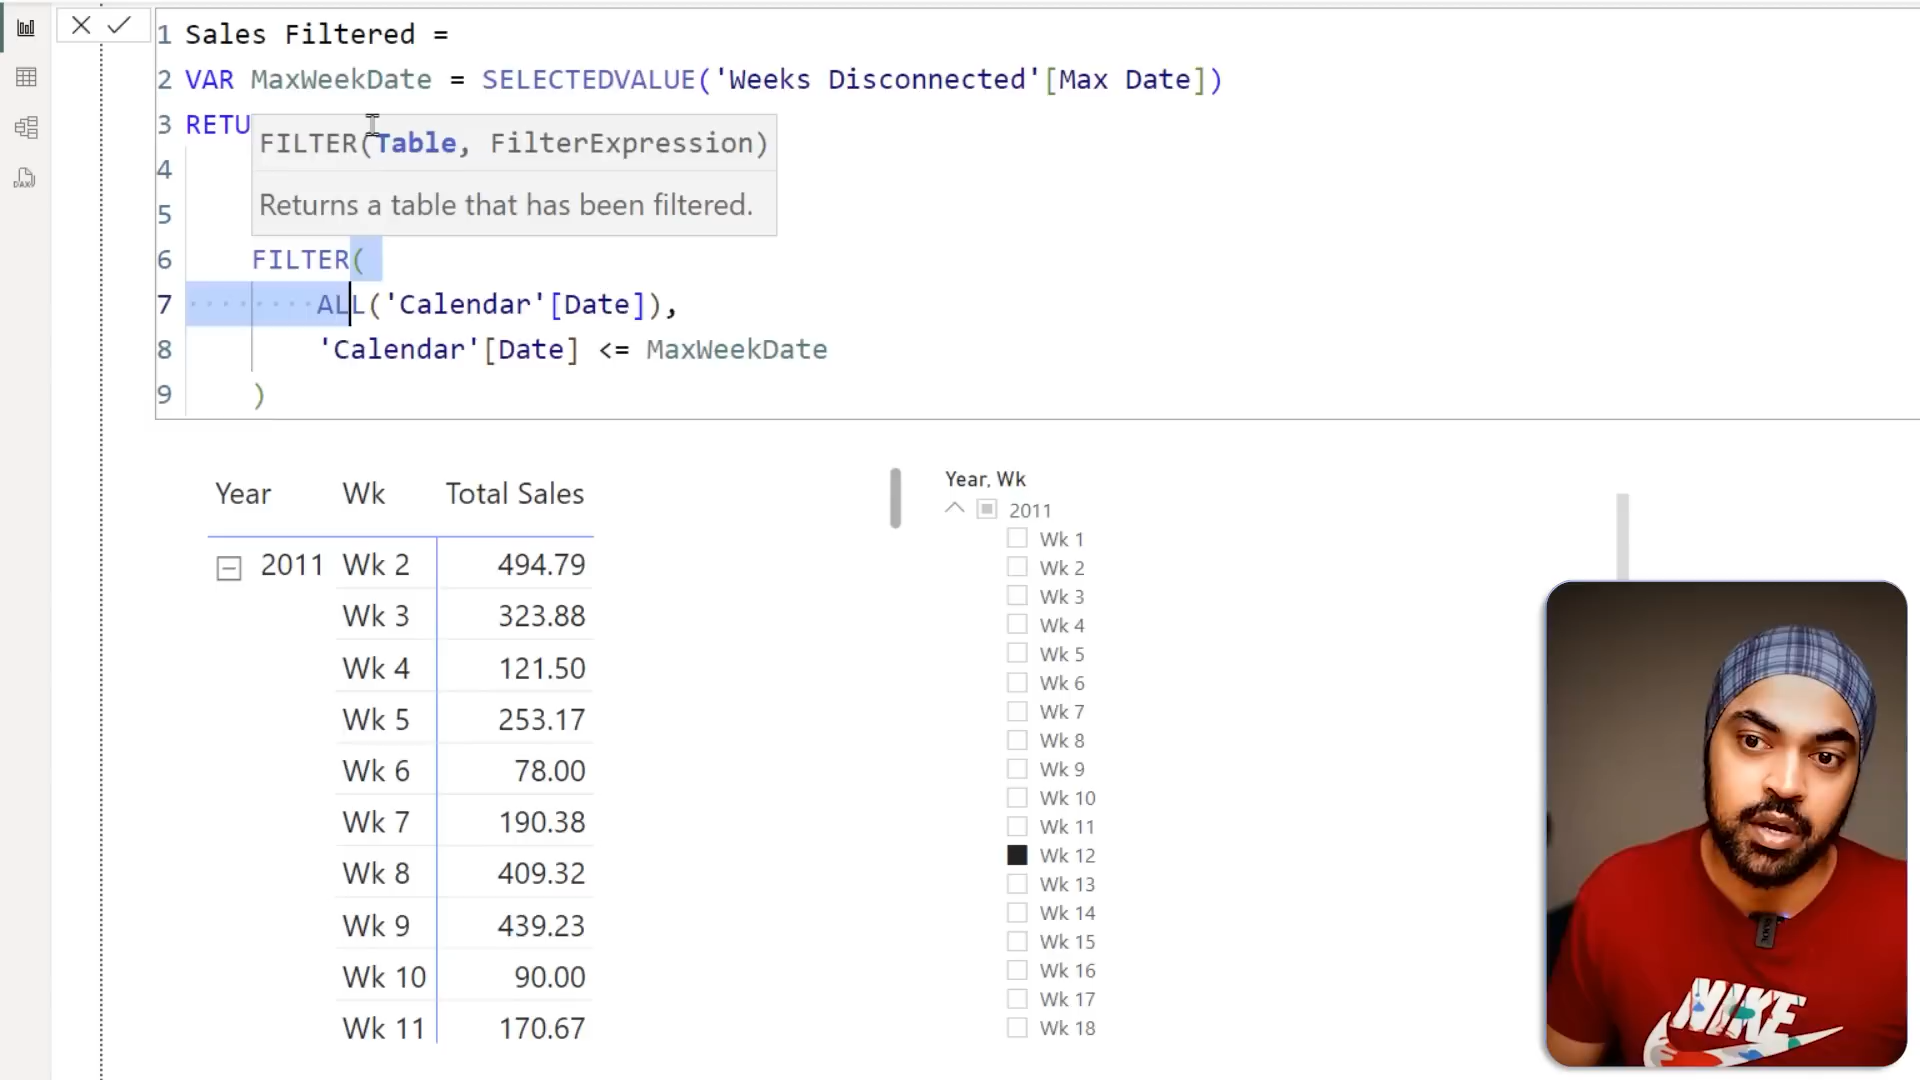 1 Sales Filtered =
2 VAR MaxWeekDate = SELECTEDVALUE('Weeks Disconnected'[Max Date])
3 RETU
FILTER(Table, FilterExpression)
4
Returns a table that has been filtered.
5
6 FILTER(
7 ········ALL('Calendar'[Date]),
8 'Calendar'[Date] <= MaxWeekDate
9 )
DAX
Year Wk Total Sales
2011 Wk 2 494.79
Wk 3 323.88
Wk 4 121.50
Wk 5 253.17
Wk 6 78.00
Wk 7 190.38
Wk 8 409.32
Wk 9 439.23
Wk 10 90.00
Wk 11 170.67
Year, Wk
2011
Wk 1
Wk 2
Wk 3
Wk 4
Wk 5
Wk 6
Wk 7
Wk 8
Wk 9
Wk 10
Wk 11
Wk 12
Wk 13
Wk 14
Wk 15
Wk 16
Wk 17
Wk 18
NIKE